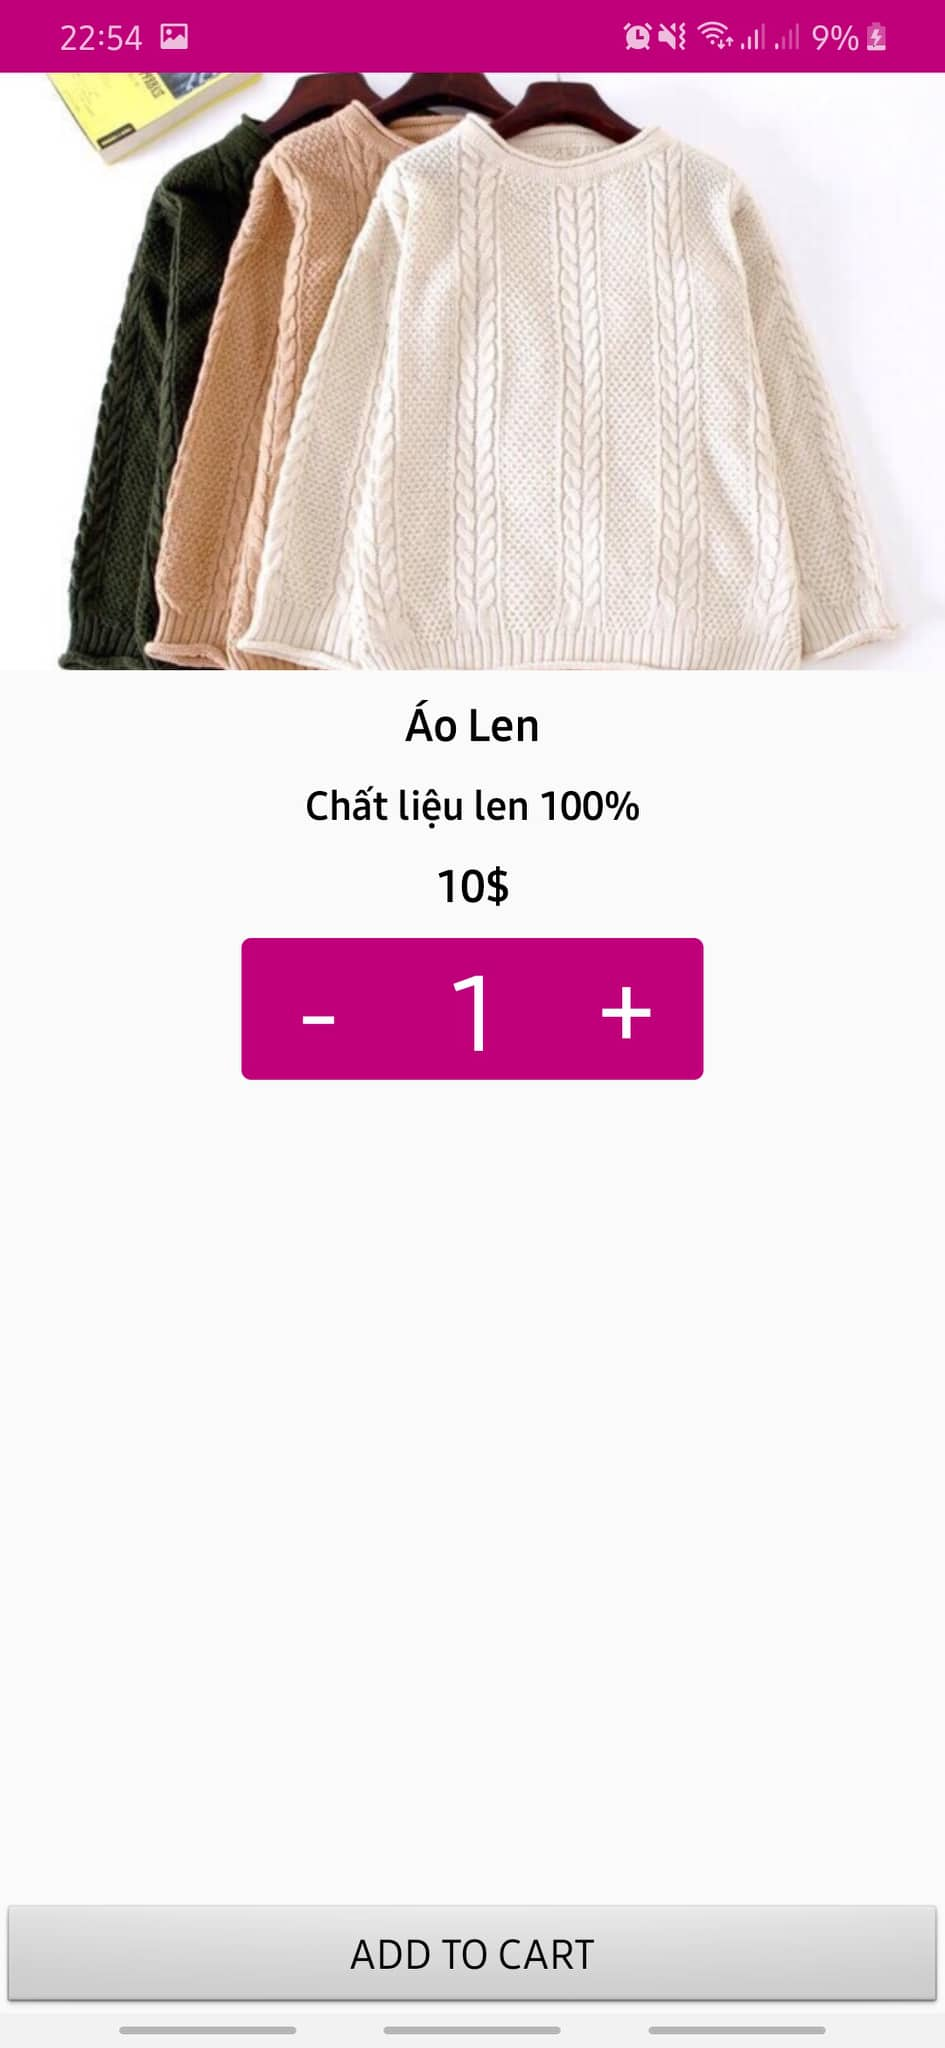 22:54 9%
Áo Len
Chất liệu len 100%
10$
- 1 +
ADD TO CART